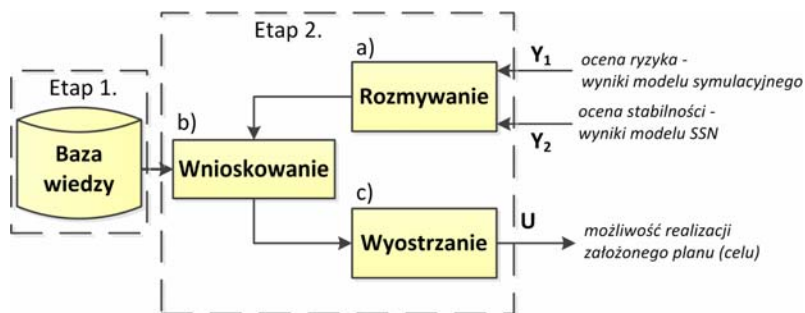 Etap 1.
Baza
wiedzy
Etap 2.
a)
Rozmywanie
Y1
ocena ryzyka -
wyniki modelu symulacyjnego
ocena stabilności -
wyniki modelu SSN
Y2
b)
Wnioskowanie
c)
Wyostrzanie
U
możliwość realizacji
założonego planu (celu)